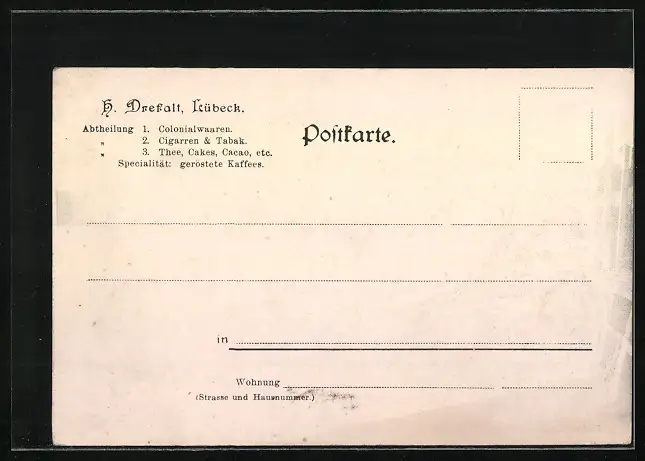 H. Drefalt, Lübeck.
Abtheilung 1. Colonialwaaren.
„ 2. Cigarren & Tabak.
„ 3. Thee, Cakes, Cacao, etc.
Specialität: geröstete Kaffees.
Poſtkarte.
in
Wohnung
(Strasse und Hausnummer.)